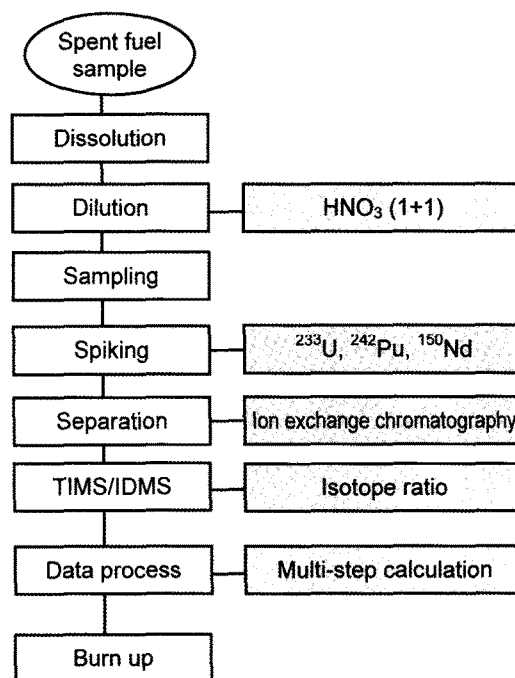 Spent fuel
sample
Dissolution
Dilution
HNO₃ (1+1)
Sampling
Spiking
²³³U, ²⁴²Pu, ¹⁵⁰Nd
Separation
Ion exchange chromatography
TIMS/IDMS
Isotope ratio
Data process
Multi-step calculation
Burn up